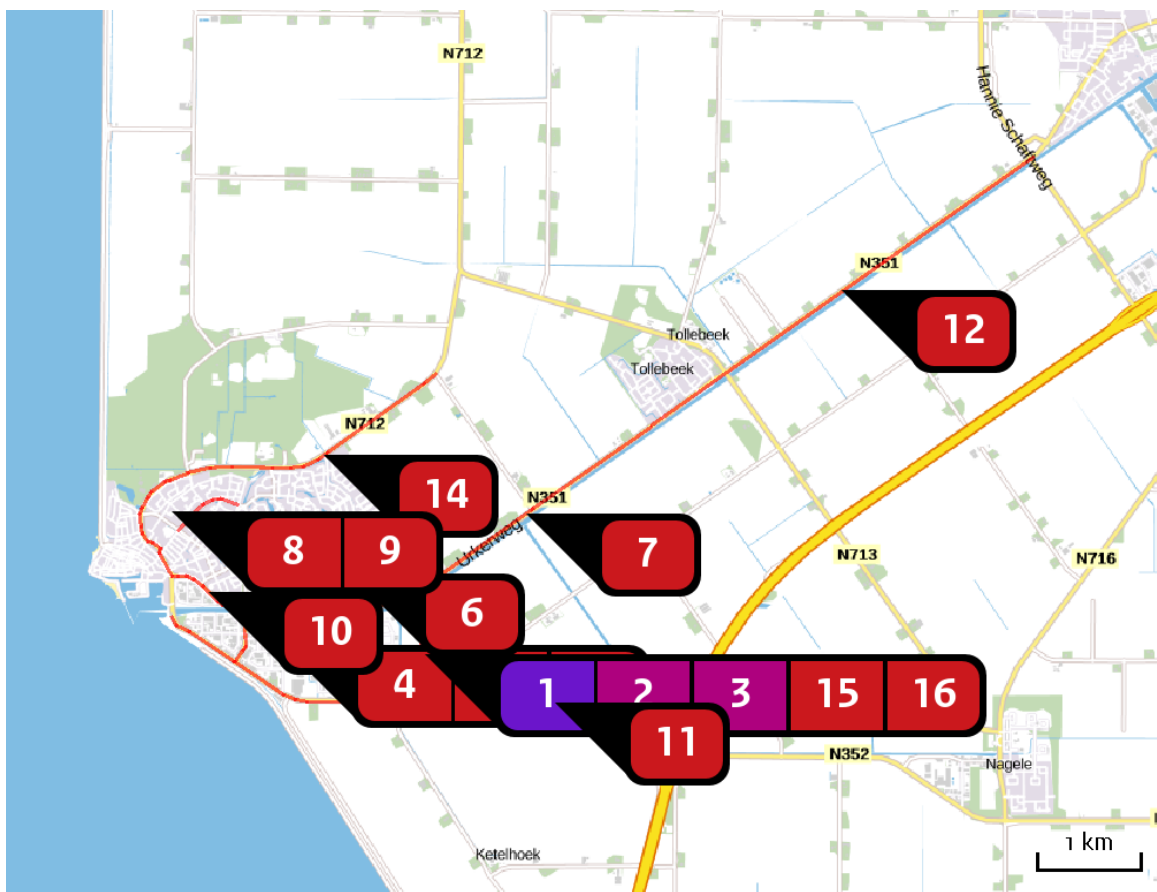 N712
Hannie Schaftweg
N351
12
Tollebeek
Tollebeek
N712
14
N351
Urkerweg
8 9
7
N713
N716
6
10
4
1 2 3 15 16
11
N352
Nagele
Ketelhoek
1 km